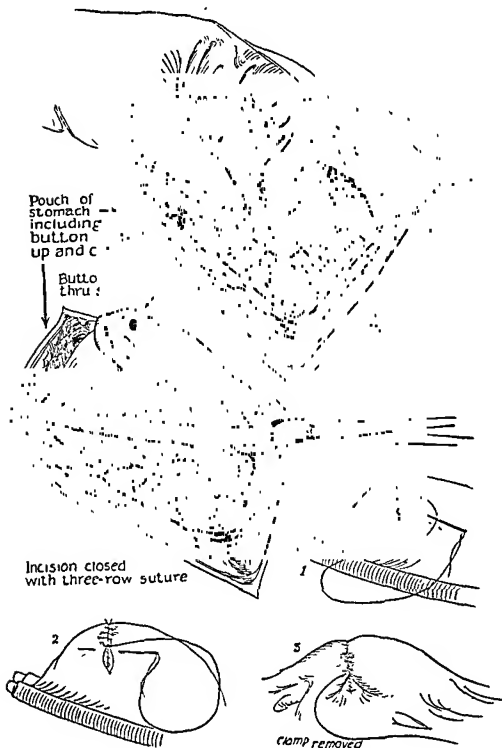 Pouch of
stomach
including
button
up and
thru
Incision closed
with three-row suture
1
2
3
clamp removed